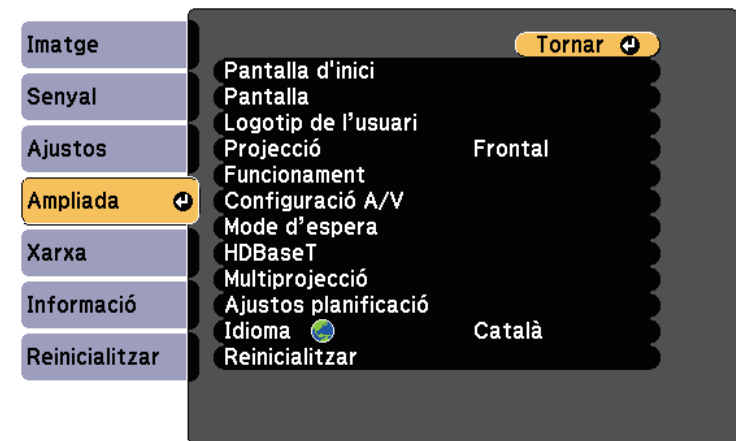 Imatge
Senyal
Ajustos
Ampliada
Xarxa
Informació
Reinicialitzar
Tornar
Pantalla d'inici
Pantalla
Logotip de l’usuari
Projecció Frontal
Funcionament
Configuració A/V
Mode d’espera
HDBaseT
Multiprojecció
Ajustos planificació
Idioma Català
Reinicialitzar